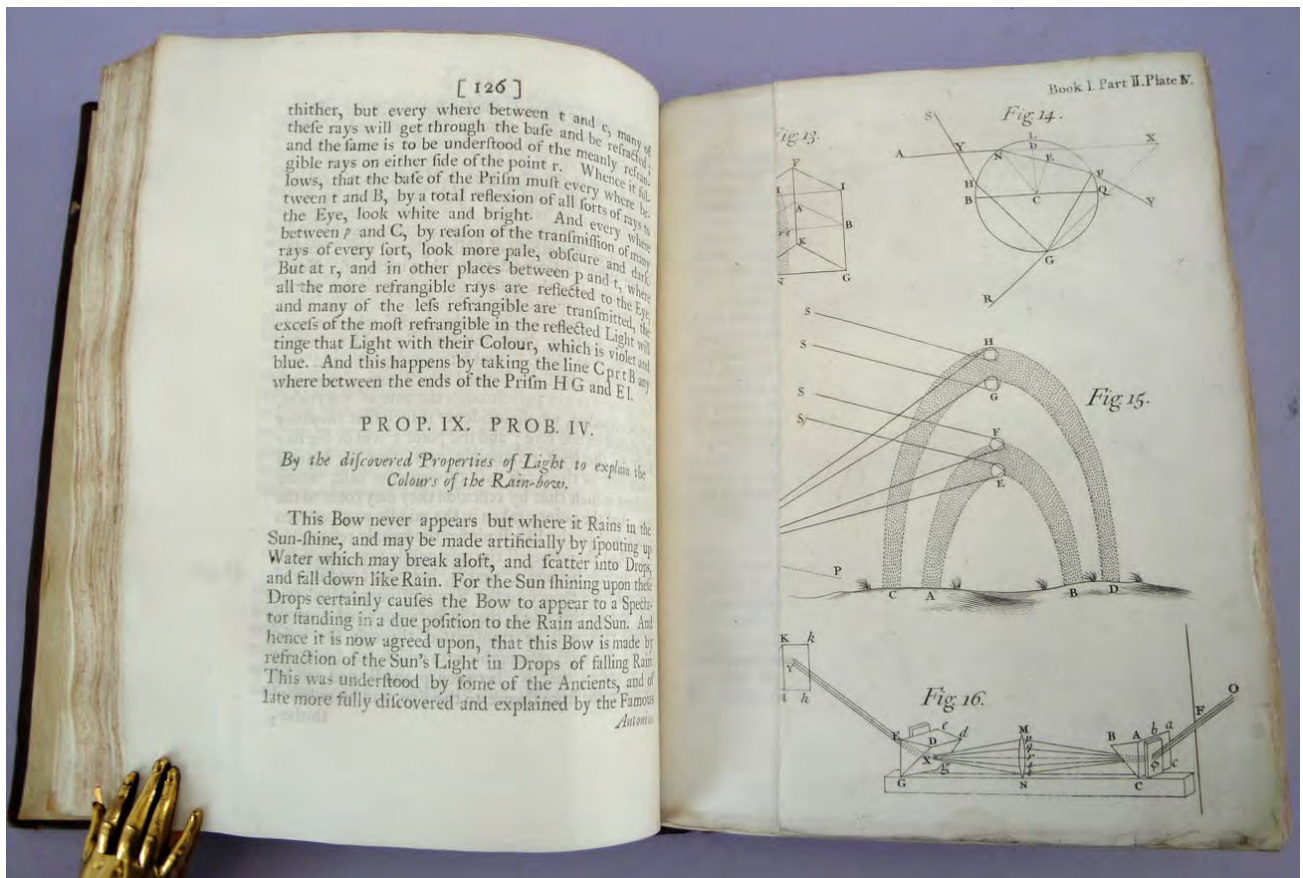 [ 126 ]
thither, but every where between t and c, many of
theſe rays will get through the baſe and be refracted;
and the ſame is to be underſtood of the meanly refran-
gible rays on either ſide of the point r. Whence it fol-
lows, that the baſe of the Priſm muſt every where be-
tween t and B, by a total reflexion of all ſorts of rays to
the Eye, look white and bright. And every where
between p and C, by reaſon of the tranſmiſſion of many
rays of every ſort, look more pale, obſcure and dark.
But at r, and in other places between p and t, where
all the more refrangible rays are reflected to the Eye,
and many of the leſs refrangible are tranſmitted, the
exceſs of the moſt refrangible in the reflected Light will
tinge that Light with their Colour, which is violet and
blue. And this happens by taking the line C p r t B any
where between the ends of the Priſm H G and E I.
PROP. IX. PROB. IV.
By the diſcovered Properties of Light to explain the
Colours of the Rain-bow.
This Bow never appears but where it Rains in the
Sun-ſhine, and may be made artificially by ſpouting up
Water which may break aloft, and ſcatter into Drops,
and fall down like Rain. For the Sun ſhining upon theſe
Drops certainly cauſes the Bow to appear to a Specta-
tor ſtanding in a due poſition to the Rain and Sun. And
hence it is now agreed upon, that this Bow is made by
refraction of the Sun's Light in Drops of falling Rain.
This was underſtood by ſome of the Ancients, and of
late more fully diſcovered and explained by the Famous
Antonius
Book I. Part II. Plate IV.
Fig 13.
F
I
A
B
K
G
Fig 14.
S
A
Y
N
L
D
E
X
F
H
Q
B
C
Y
G
R
Fig 15.
S
H
S
G
S
F
S
E
P
C A B D
Fig 16.
K k
Y
i h
O
F
E D e d
M
B A b a
X g
p c
G N C